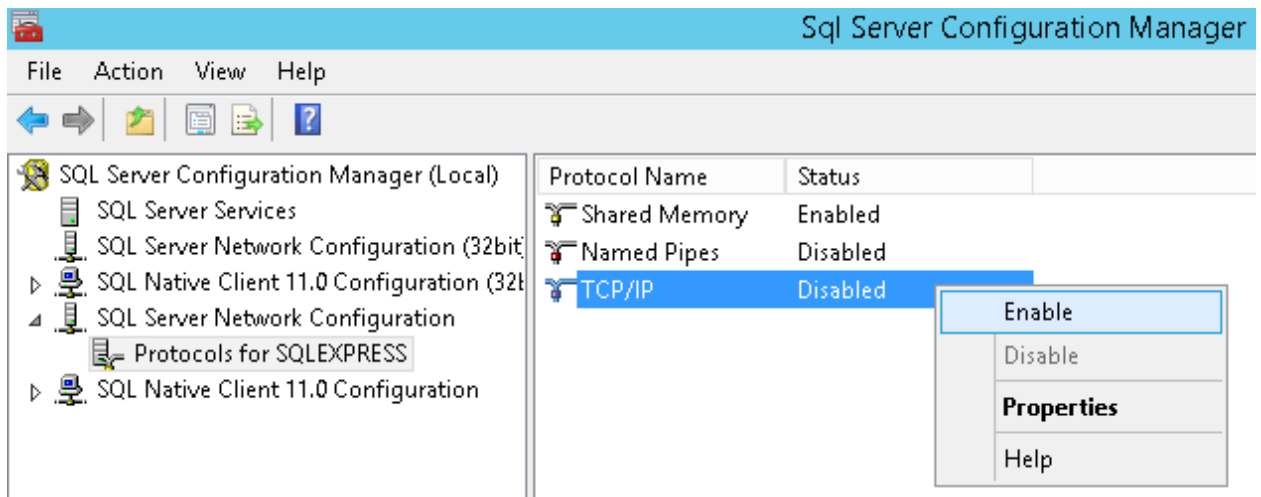 Sql Server Configuration Manager
File Action View Help
SQL Server Configuration Manager (Local)
SQL Server Services
SQL Server Network Configuration (32bit
SQL Native Client 11.0 Configuration (32b
SQL Server Network Configuration
Protocols for SQLEXPRESS
SQL Native Client 11.0 Configuration
Protocol Name Status
Shared Memory Enabled
Named Pipes Disabled
TCP/IP Disabled
Enable
Disable
Properties
Help